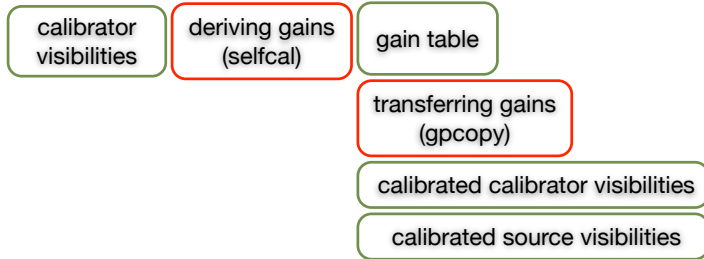 calibrator
visibilities
deriving gains
(selfcal)
gain table
transferring gains
(gpcopy)
calibrated calibrator visibilities
calibrated source visibilities